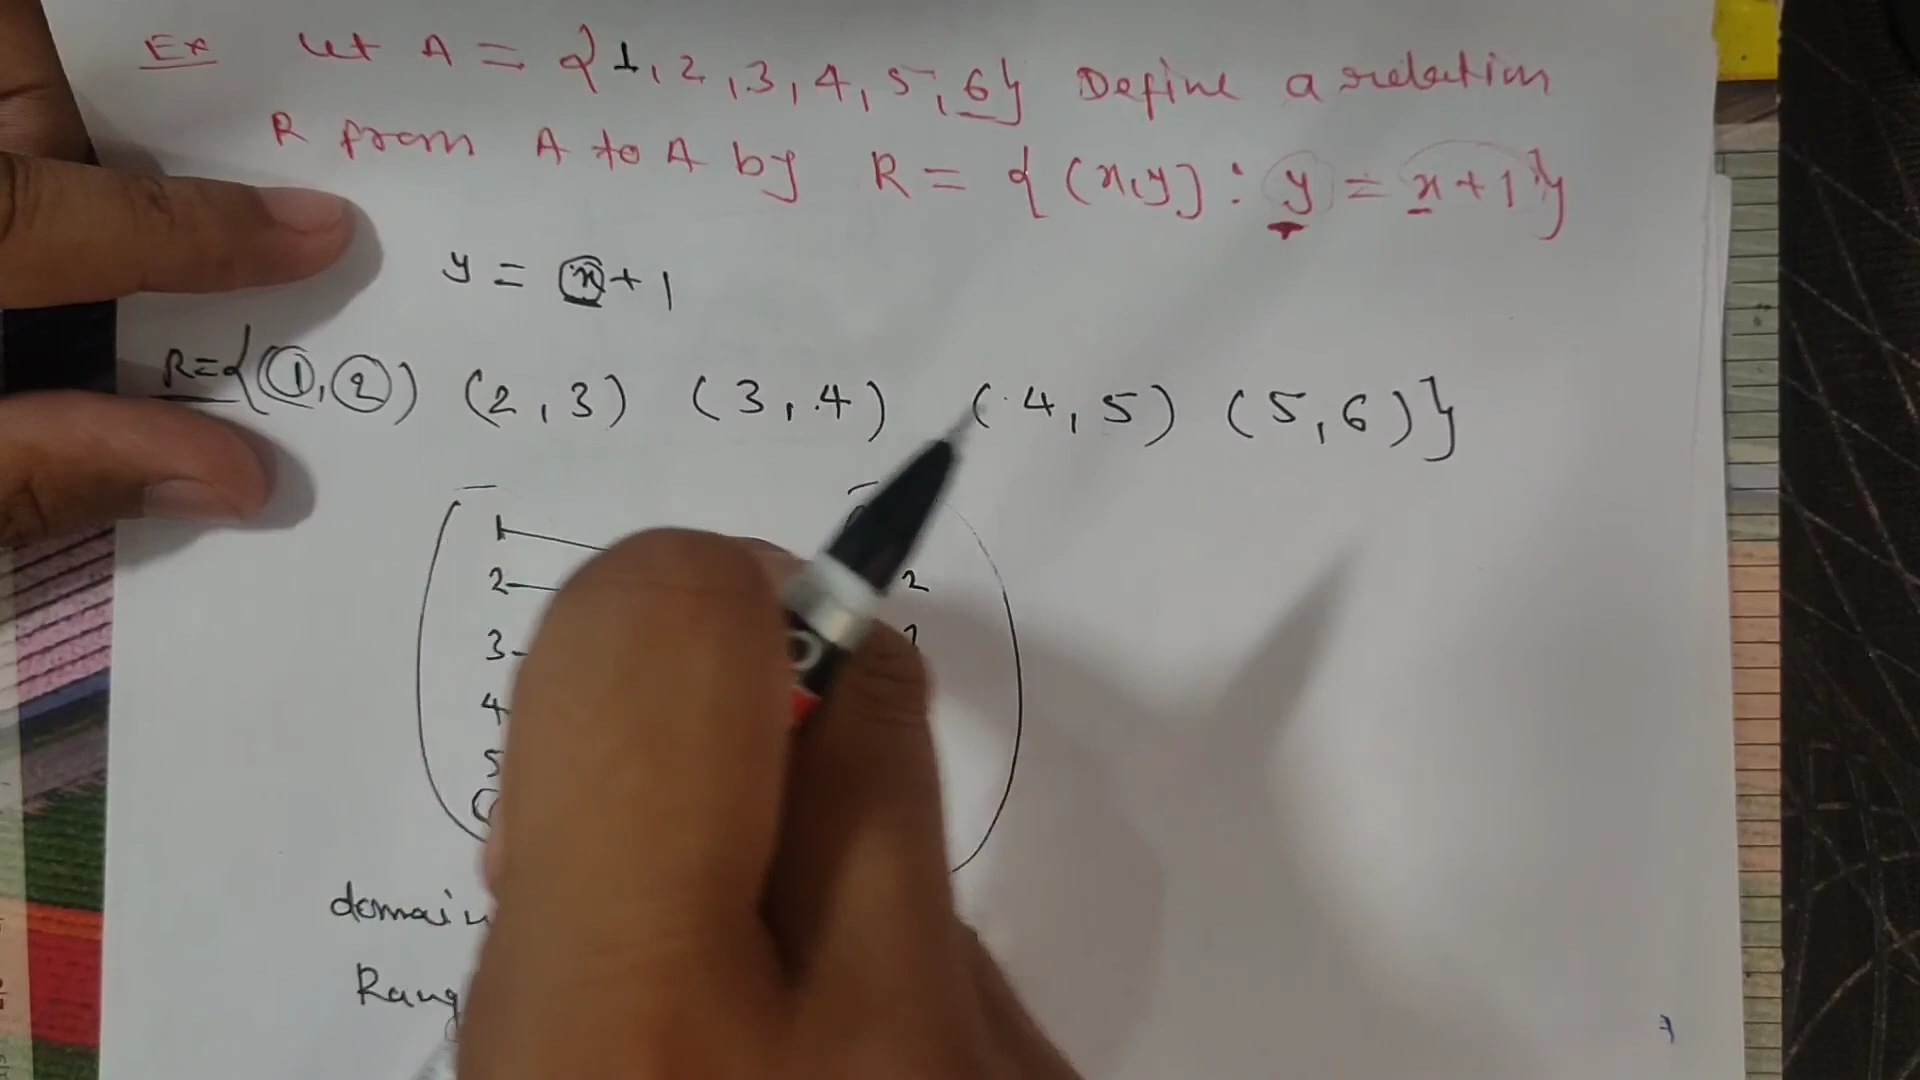 Ex Let A = {1, 2, 3, 4, 5, 6} Define a relation
R from A to A by R = {(x,y) : y = x+1}
y = x + 1
R={(1,2) (2,3) (3,4) (4,5) (5,6)}
1
2 2
3
4
5
domain